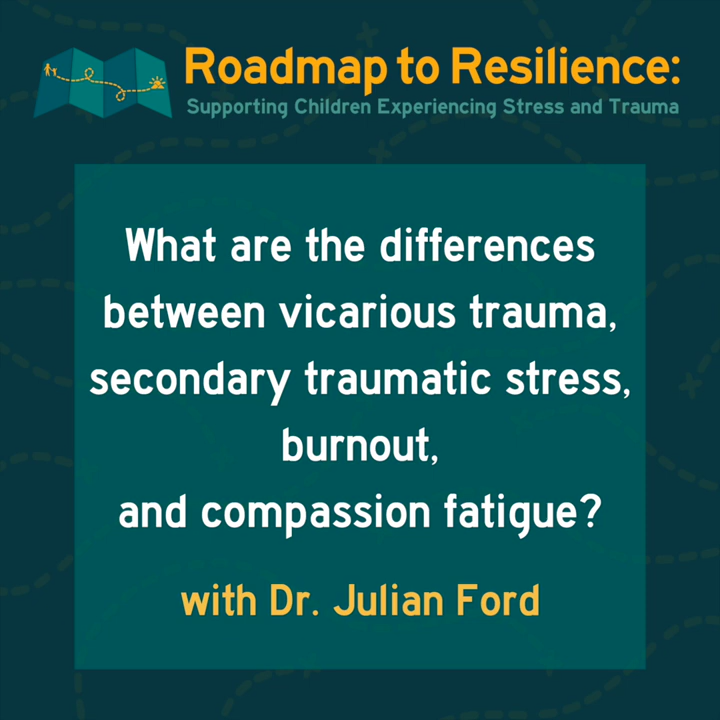 Roadmap to Resilience:
Supporting Children Experiencing Stress and Trauma
What are the differences
between vicarious trauma,
secondary traumatic stress,
burnout,
and compassion fatigue?
with Dr. Julian Ford